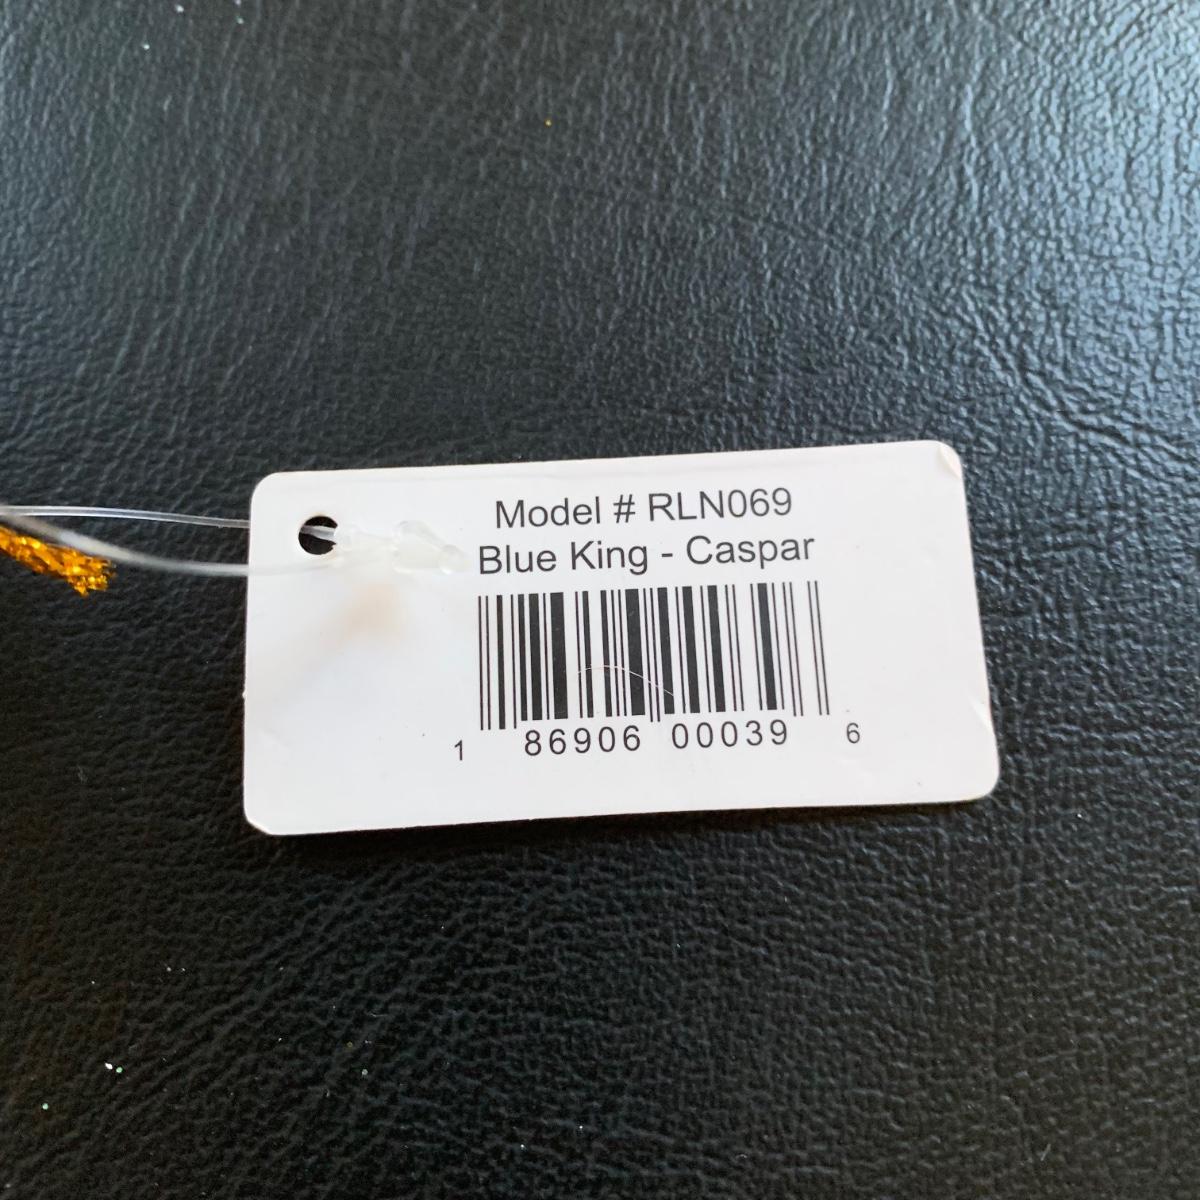 Model # RLN069
Blue King - Caspar
1 86906 00039 6